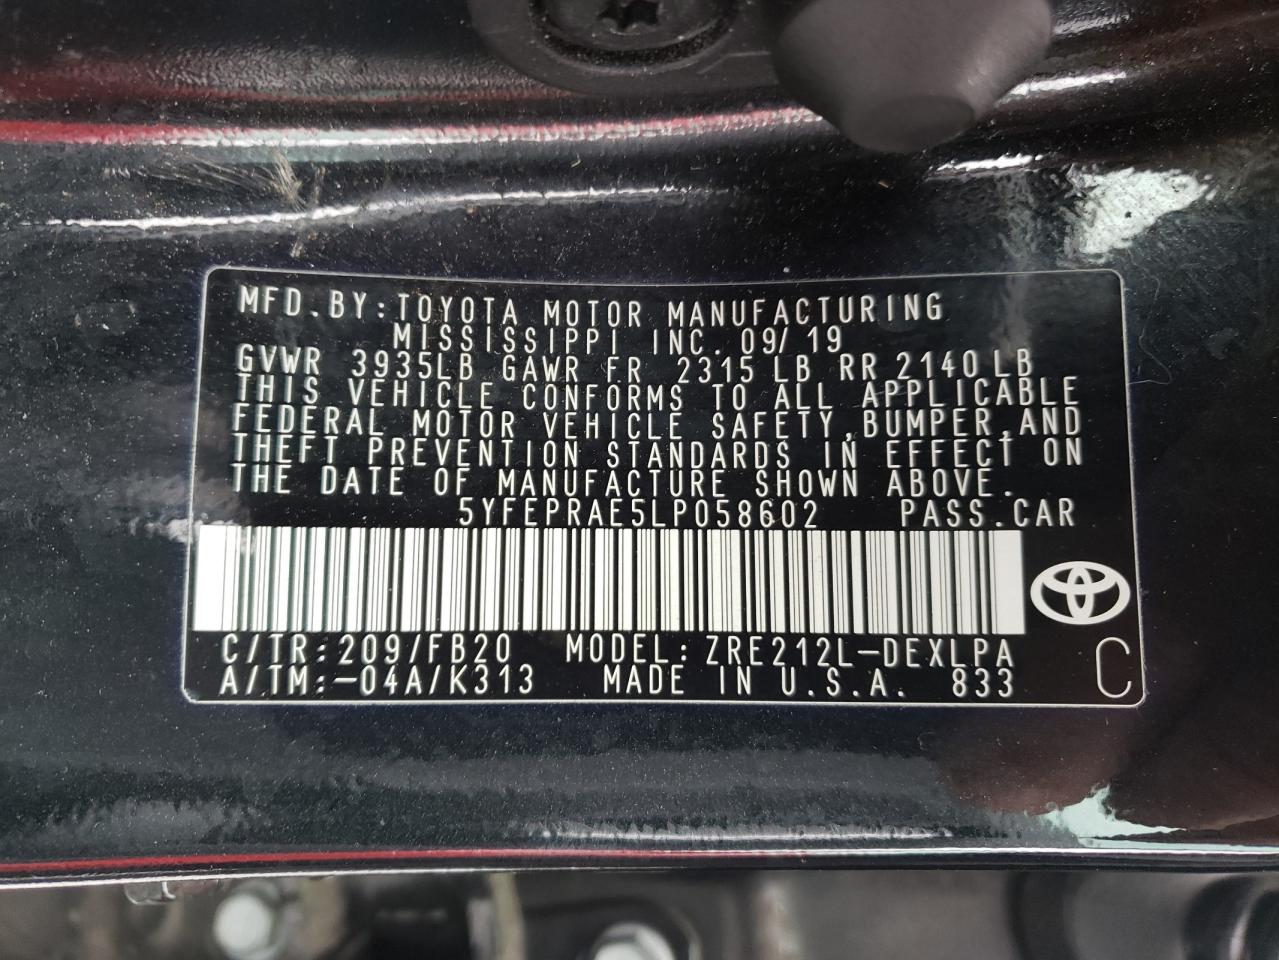 MFD.BY:TOYOTA MOTOR MANUFACTURING
MISSISSIPPI INC. 09/19
GVWR 3935LB GAWR FR 2315 LB RR 2140 LB
THIS VEHICLE CONFORMS TO ALL APPLICABLE
FEDERAL MOTOR VEHICLE SAFETY,BUMPER,AND
THEFT PREVENTION STANDARDS IN EFFECT ON
THE DATE OF MANUFACTURE SHOWN ABOVE.
5YFEPRAE5LP058602 PASS.CAR
C/TR:209/FB20 MODEL:ZRE212L-DEXLPA
A/TM:-04A/K313 MADE IN U.S.A. 833
C